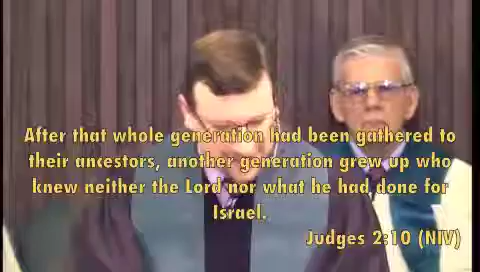 After that whole generation had been gathered to
their ancestors, another generation grew up who
knew neither the Lord nor what he had done for
Israel.
Judges 2:10 (NIV)